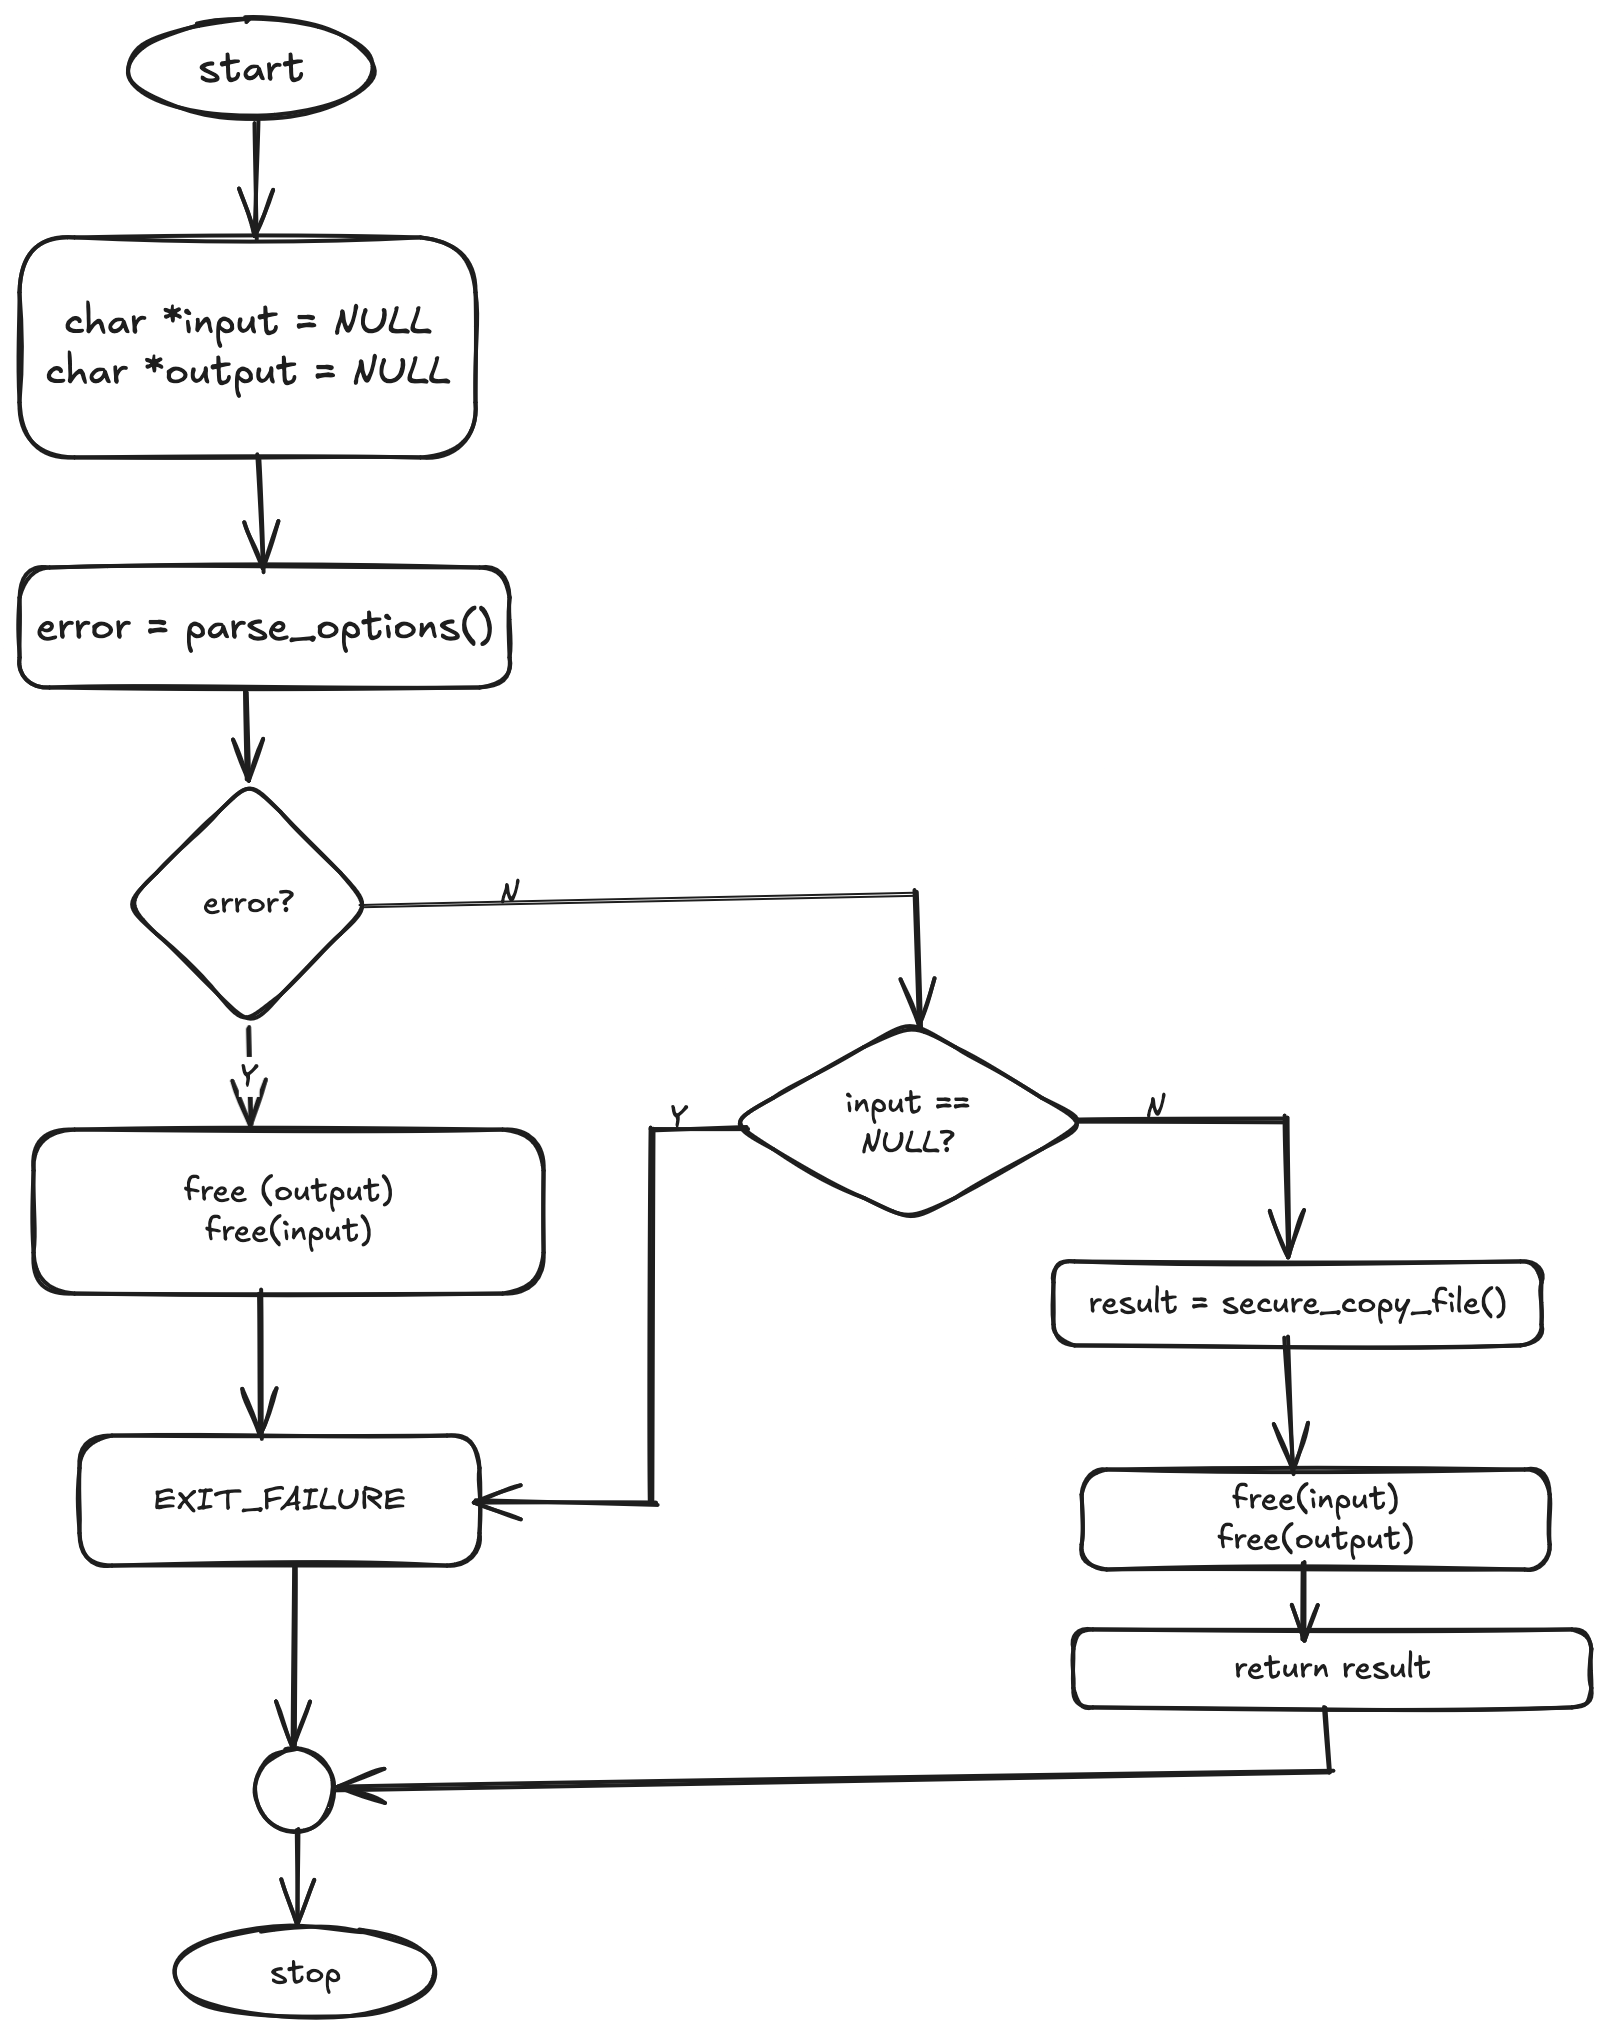 start
char *input = NULL
char *output = NULL
error = parse_options()
error?
N
Y
input ==
NULL?
Y
N
free (output)
free(input)
result = secure_copy_file()
EXIT_FAILURE
free(input)
free(output)
return result
stop